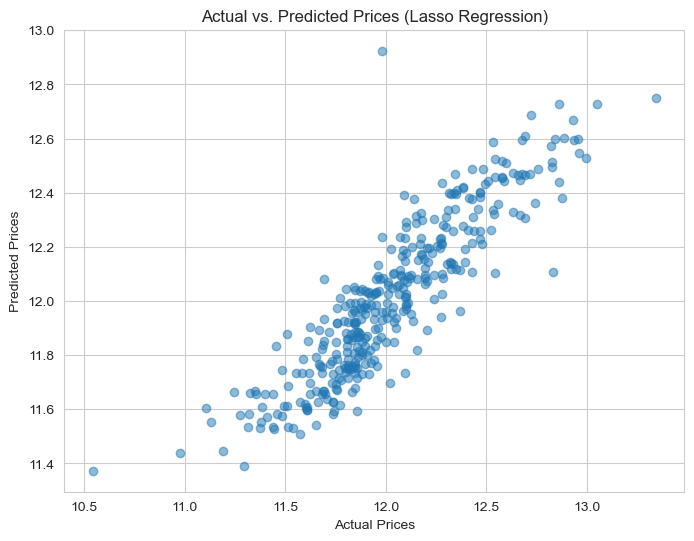 Actual vs. Predicted Prices (Lasso Regression)
13.0
12.8
12.6
12.4
12.2
12.0
11.8
11.6
11.4
Predicted Prices
10.5 11.0 11.5 12.0 12.5 13.0
Actual Prices